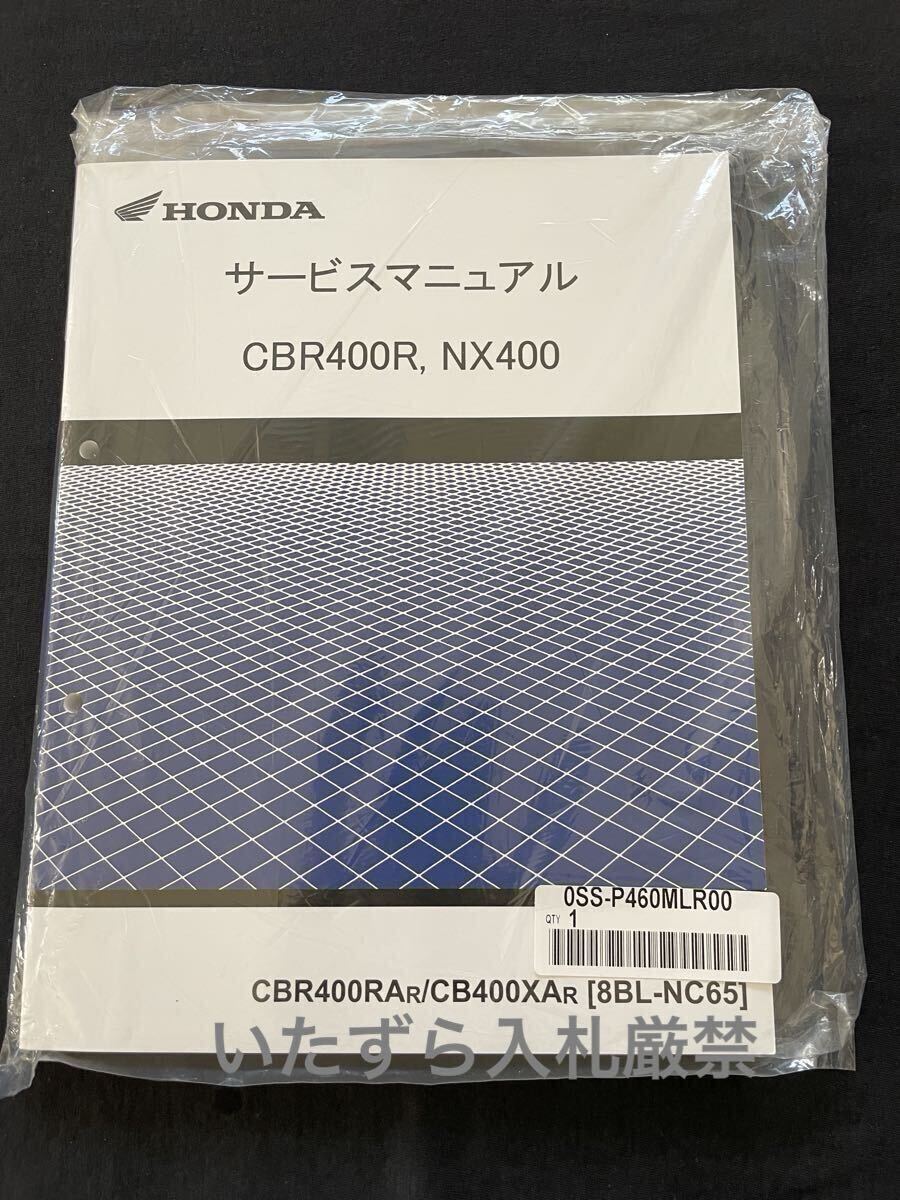 HONDA
サービスマニュアル
CBR400R, NX400
0SS-P460MLR00
QTY 1
CBR400RAR/CB400XAR [8BL-NC65]
いたずら入札厳禁